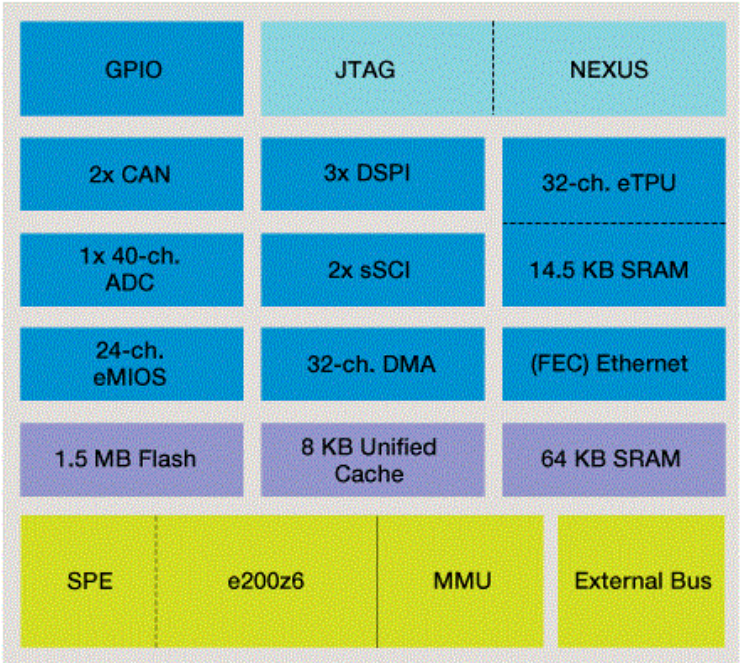 GPIO
JTAG
NEXUS
2x CAN
3x DSPI
32-ch. eTPU
1x 40-ch.
ADC
2x sSCI
14.5 KB SRAM
24-ch.
eMIOS
32-ch. DMA
(FEC) Ethernet
1.5 MB Flash
8 KB Unified
Cache
64 KB SRAM
SPE
e200z6
MMU
External Bus